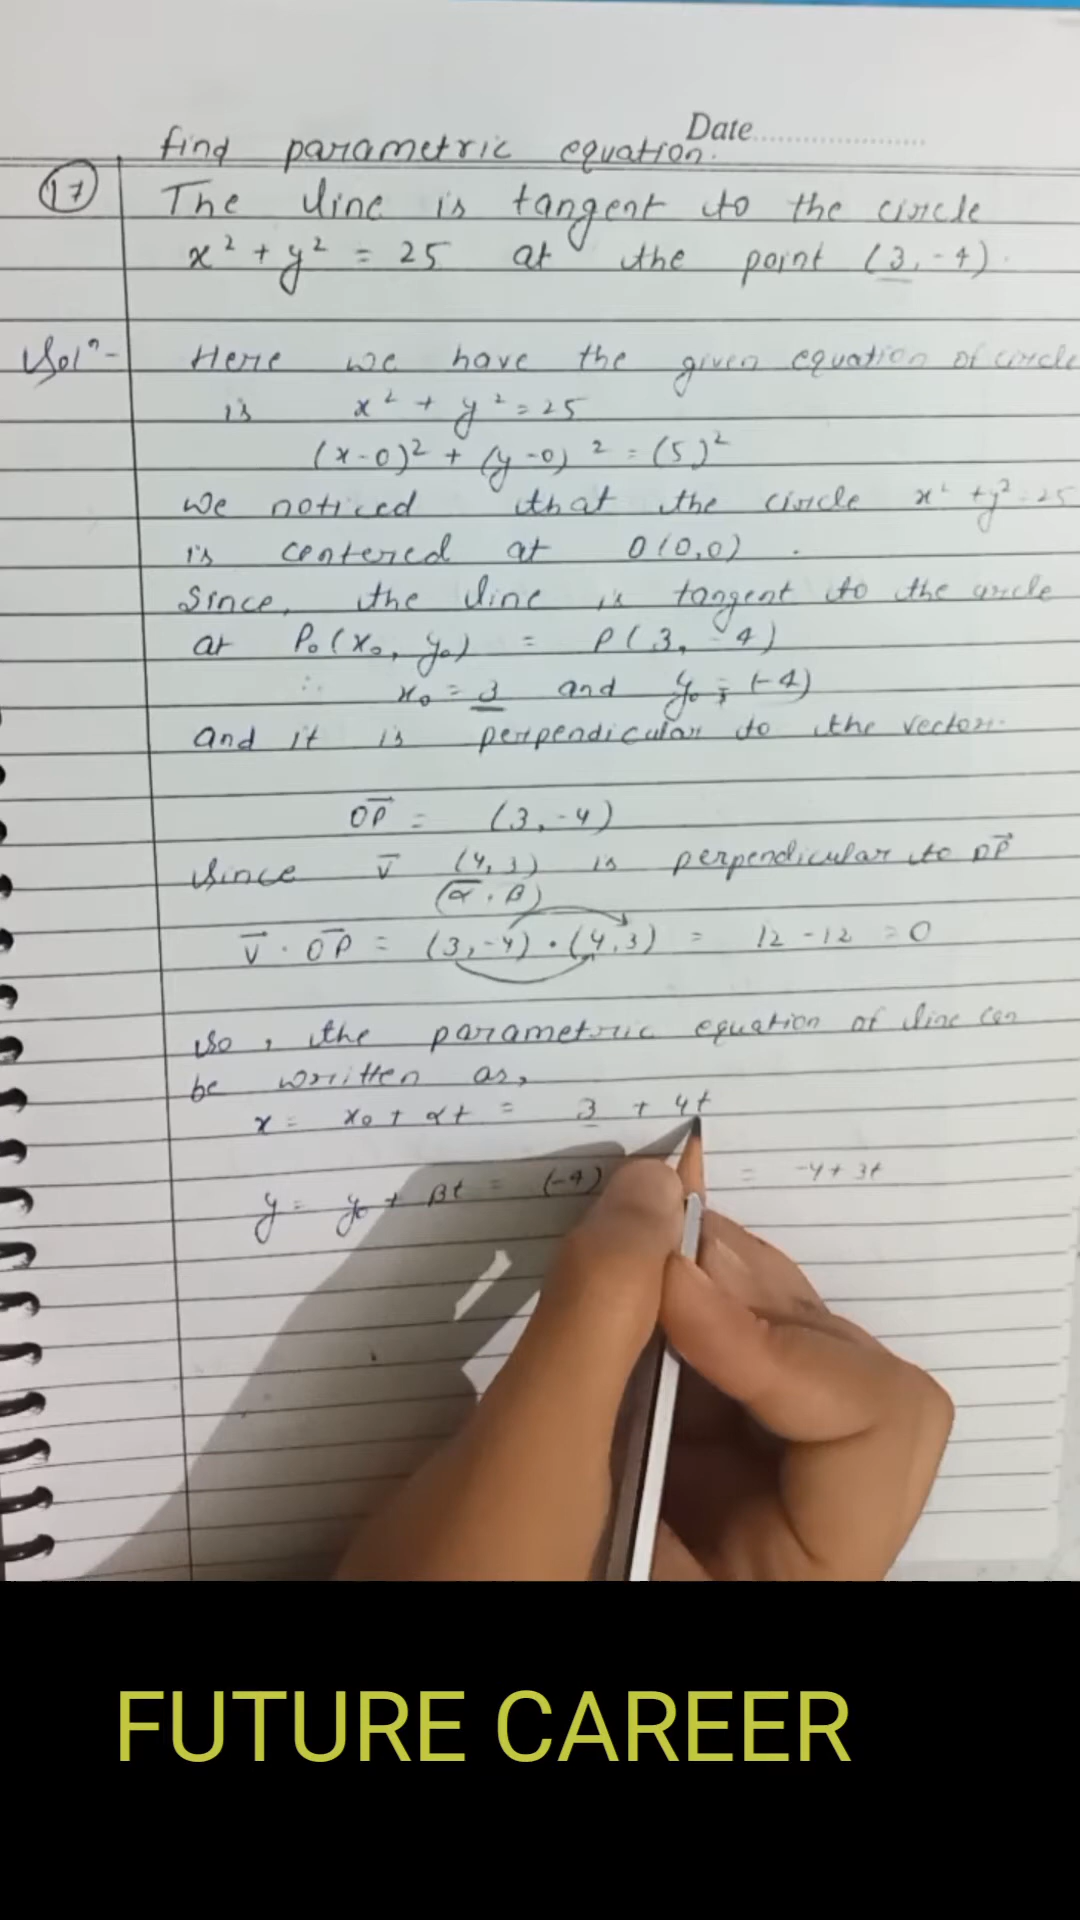 Date
find parametric equation.
17 The line is tangent to the circle
x² + y² = 25 at the point (3, -4).
Solⁿ- Here we have the given equation of circle
is x² + y² = 25
(x-0)² + (y-0)² = (5)²
we noticed that the circle x² + y² = 25
is centered at O(0,0).
Since, the line is tangent to the circle
at P₀(x₀, y₀) = P(3, -4)
∴ x₀ = 3 and y₀ = (-4)
and it is perpendicular to the vector.
OP⃗ = (3, -4)
Since v⃗ (4, 3) is perpendicular to OP⃗
(α, β)
v⃗ · OP⃗ = (3, -4) · (4, 3) = 12 - 12 = 0
so, the parametric equation of line can
be written as,
x = x₀ + αt = 3 + 4t
y = y₀ + βt = (-4) = -4 + 3t
FUTURE CAREER